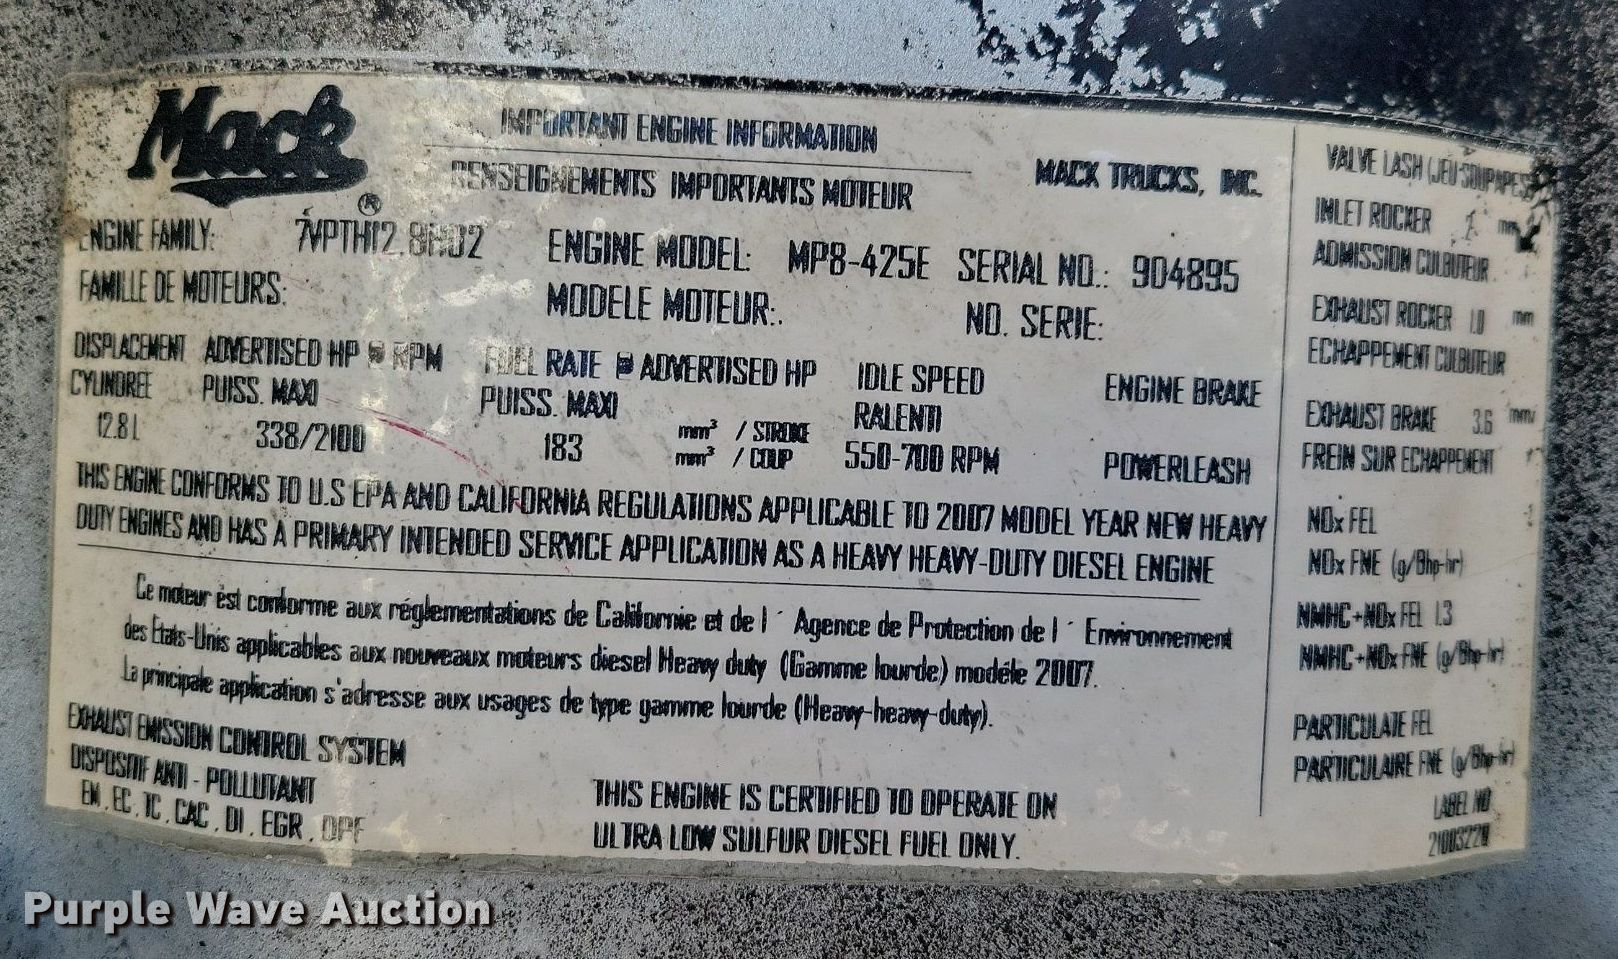 Mack ®
IMPORTANT ENGINE INFORMATION
RENSEIGNEMENTS IMPORTANTS MOTEUR
MACK TRUCKS, INC.
ENGINE FAMILY: 7VPTH12.8H02
FAMILLE DE MOTEURS:
ENGINE MODEL: MP8-425E SERIAL NO.: 904895
MODELE MOTEUR:. NO. SERIE:
DISPLACEMENT
CYLINDREE
12.8 L
ADVERTISED HP @ RPM
PUISS. MAXI
338/2100
FUEL RATE @ ADVERTISED HP
PUISS. MAXI
183 mm³ / STROKE
mm³ / COUP
IDLE SPEED
RALENTI
550-700 RPM
ENGINE BRAKE
POWERLEASH
THIS ENGINE CONFORMS TO U.S EPA AND CALIFORNIA REGULATIONS APPLICABLE TO 2007 MODEL YEAR NEW HEAVY
DUTY ENGINES AND HAS A PRIMARY INTENDED SERVICE APPLICATION AS A HEAVY HEAVY-DUTY DIESEL ENGINE
Ce moteur est conforme aux réglementations de Californie et de l ´ Agence de Protection de l ´ Environnement
des Etats-Unis applicables aux nouveaux moteurs diesel Heavy duty (Gamme lourde) modéle 2007.
La principale application s'adresse aux usages de type gamme lourde (Heavy-heavy-duty).
EXHAUST EMISSION CONTROL SYSTEM
DISPOSITIF ANTI - POLLUTANT
EM , EC , TC , CAC , DI , EGR , DPF
THIS ENGINE IS CERTIFIED TO OPERATE ON
ULTRA LOW SULFUR DIESEL FUEL ONLY.
VALVE LASH (JEU SOUPAPES)
INLET ROCKER mm
ADMISSION CULBUTEUR
EXHAUST ROCKER 1.0 mm
ECHAPPEMENT CULBUTEUR
EXHAUST BRAKE 3.6 mm
FREIN SUR ECHAPPEMENT
NOx FEL
NOx FNE (g/Bhp-hr)
NMHC+NOx FEL 1.3
NMHC+NOx FNE (g/Bhp-hr)
PARTICULATE FEL
PARTICULAIRE FNE (g/Bhp-hr)
LABEL NO
Purple Wave Auction